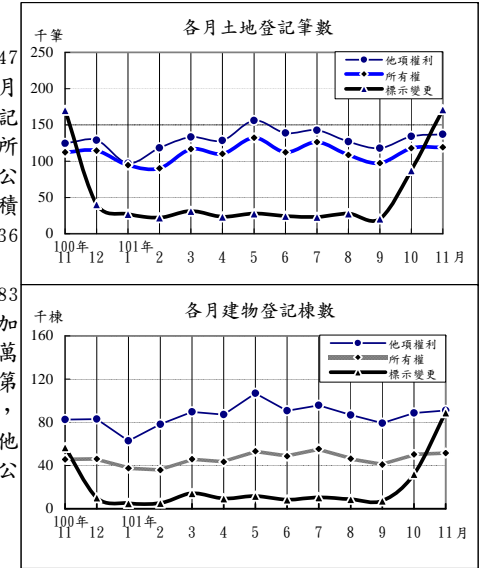 47
月
記
所
公
積
36
83
加
萬
第
，
他
公
各月土地登記筆數
千筆
250
200
150
100
50
0
他項權利
所有權
標示變更
100年 101年
11 12 1 2 3 4 5 6 7 8 9 10 11月
各月建物登記棟數
千棟
160
120
80
40
0
他項權利
所有權
標示變更
100年 101年
11 12 1 2 3 4 5 6 7 8 9 10 11月